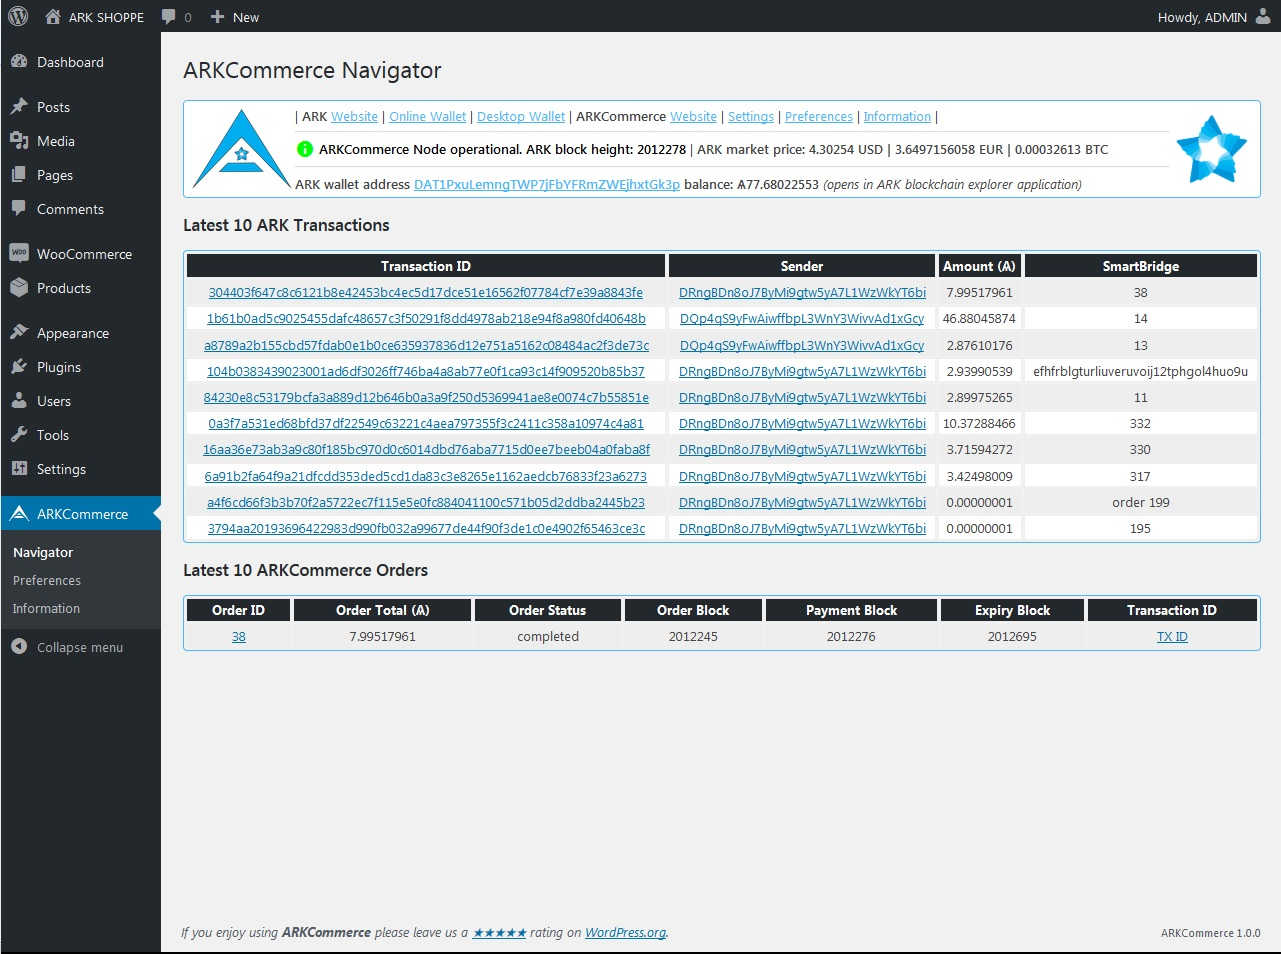 ARK SHOPPE 0 New Howdy, ADMIN
Dashboard
Posts
Media
Pages
Comments
WooCommerce
Products
Appearance
Plugins
Users
Tools
Settings
ARKCommerce
Navigator
Preferences
Information
Collapse menu
ARKCommerce Navigator
| ARK Website | Online Wallet | Desktop Wallet | ARKCommerce Website | Settings | Preferences | Information |
ARKCommerce Node operational. ARK block height: 2012278 | ARK market price: 4.30254 USD | 3.6497156058 EUR | 0.00032613 BTC
ARK wallet address DAT1PxuLemngTWP7jFbYFRmZWEjhxtGk3p balance: Ѧ77.68022553 (opens in ARK blockchain explorer application)
Latest 10 ARK Transactions
Transaction ID Sender Amount (Ѧ) SmartBridge
304403f647c8c6121b8e42453bc4ec5d17dce51e16562f07784cf7e39a8843fe DRngBDn8oJ7ByMi9gtw5yA7L1WzWkYT6bi 7.99517961 38
1b61b0ad5c9025455dafc48657c3f50291f8dd4978ab218e94f8a980fd40648b DQp4qS9yFwAiwffbpL3WnY3WivvAd1xGcy 46.88045874 14
a8789a2b155cbd57fdab0e1b0ce635937836d12e751a5162c08484ac2f3de73c DQp4qS9yFwAiwffbpL3WnY3WivvAd1xGcy 2.87610176 13
104b0383439023001ad6df3026ff746ba4a8ab77e0f1ca93c14f909520b85b37 DRngBDn8oJ7ByMi9gtw5yA7L1WzWkYT6bi 2.93990539 efhfrblgturliuveruvoij12tphgol4huo9u
84230e8c53179bcfa3a889d12b646b0a3a9f250d5369941ae8e0074c7b55851e DRngBDn8oJ7ByMi9gtw5yA7L1WzWkYT6bi 2.89975265 11
0a3f7a531ed68bfd37df22549c63221c4aea797355f3c2411c358a10974c4a81 DRngBDn8oJ7ByMi9gtw5yA7L1WzWkYT6bi 10.37288466 332
16aa36e73ab3a9c80f185bc970d0c6014dbd76aba7715d0ee7beeb04a0faba8f DRngBDn8oJ7ByMi9gtw5yA7L1WzWkYT6bi 3.71594272 330
6a91b2fa64f9a21dfcdd353ded5cd1da83c3e8265e1162aedcb76833f23a6273 DRngBDn8oJ7ByMi9gtw5yA7L1WzWkYT6bi 3.42498009 317
a4f6cd66f3b3b70f2a5722ec7f115e5e0fc884041100c571b05d2ddba2445b23 DRngBDn8oJ7ByMi9gtw5yA7L1WzWkYT6bi 0.00000001 order 199
3794aa20193696422983d990fb032a99677de44f90f3de1c0e4902f65463ce3c DRngBDn8oJ7ByMi9gtw5yA7L1WzWkYT6bi 0.00000001 195
Latest 10 ARKCommerce Orders
Order ID Order Total (Ѧ) Order Status Order Block Payment Block Expiry Block Transaction ID
38 7.99517961 completed 2012245 2012276 2012695 TX ID
If you enjoy using ARKCommerce please leave us a ★★★★★ rating on WordPress.org.
ARKCommerce 1.0.0